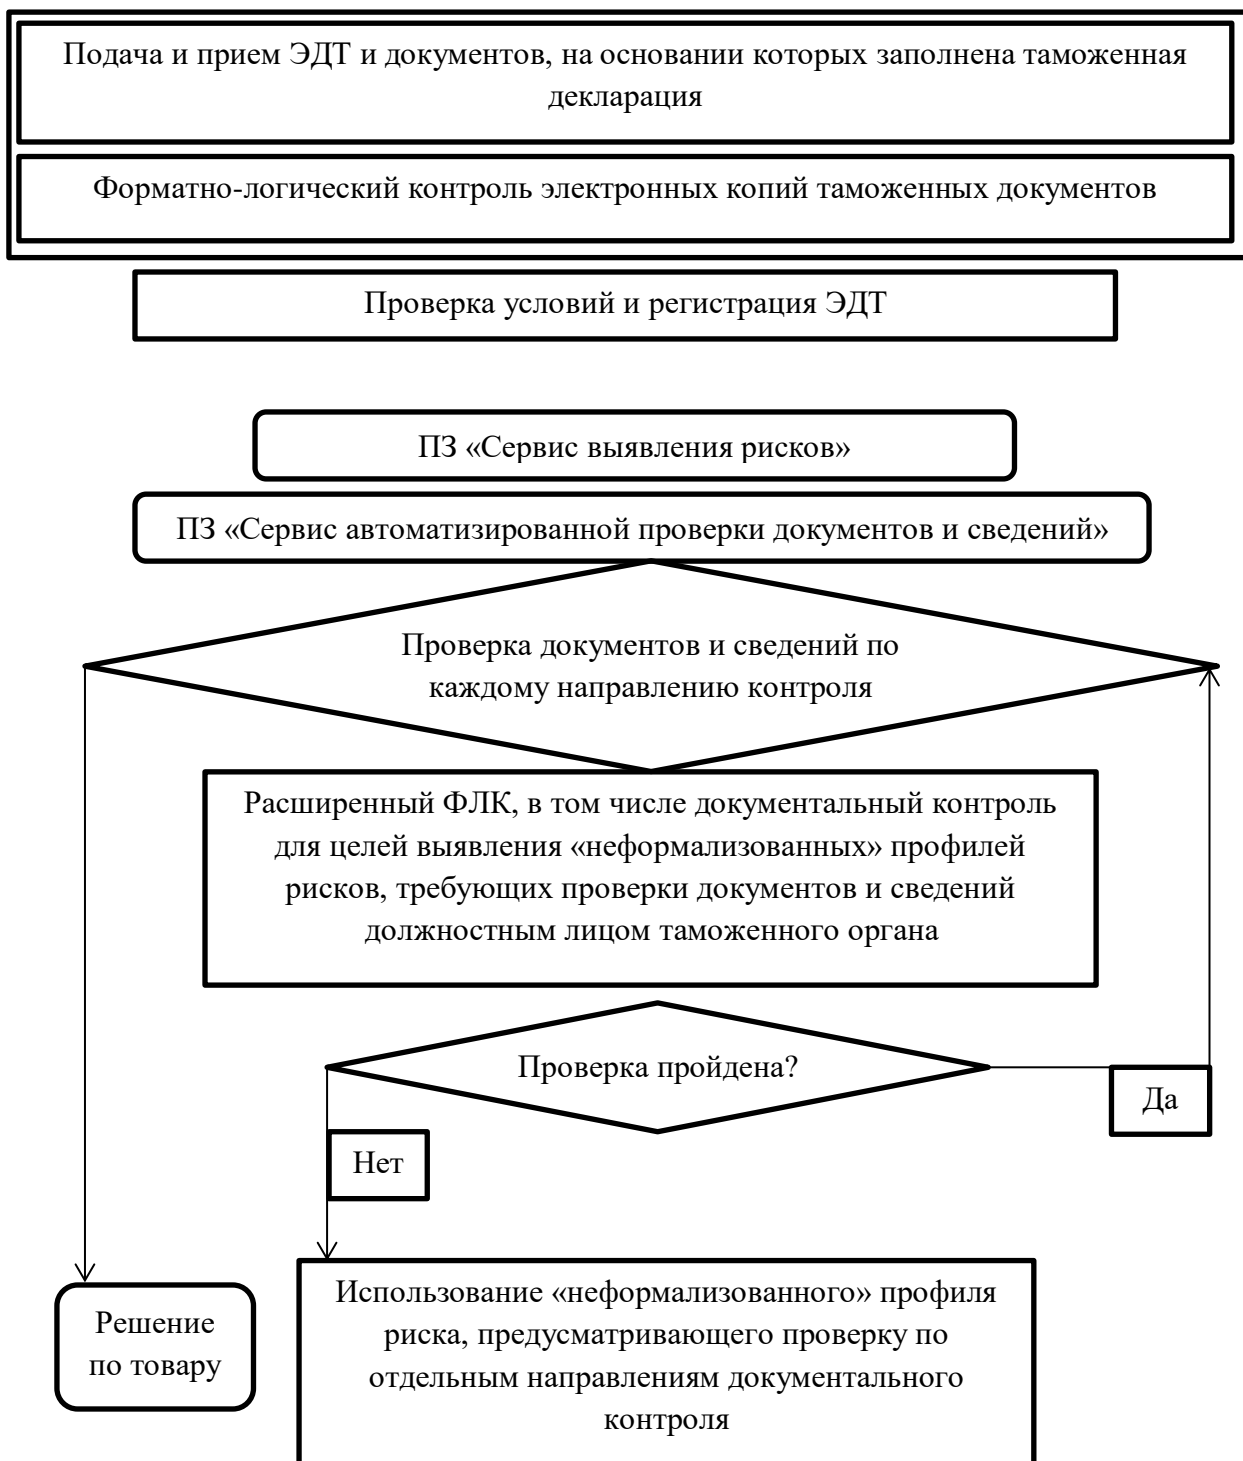 Подача и прием ЭДТ и документов, на основании которых заполнена таможенная
декларация
Форматно-логический контроль электронных копий таможенных документов
Проверка условий и регистрация ЭДТ
ПЗ «Сервис выявления рисков»
ПЗ «Сервис автоматизированной проверки документов и сведений»
Проверка документов и сведений по
каждому направлению контроля
Расширенный ФЛК, в том числе документальный контроль
для целей выявления «неформализованных» профилей
рисков, требующих проверки документов и сведений
должностным лицом таможенного органа
Проверка пройдена?
Да
Нет
Решение
по товару
Использование «неформализованного» профиля
риска, предусматривающего проверку по
отдельным направлениям документального
контроля